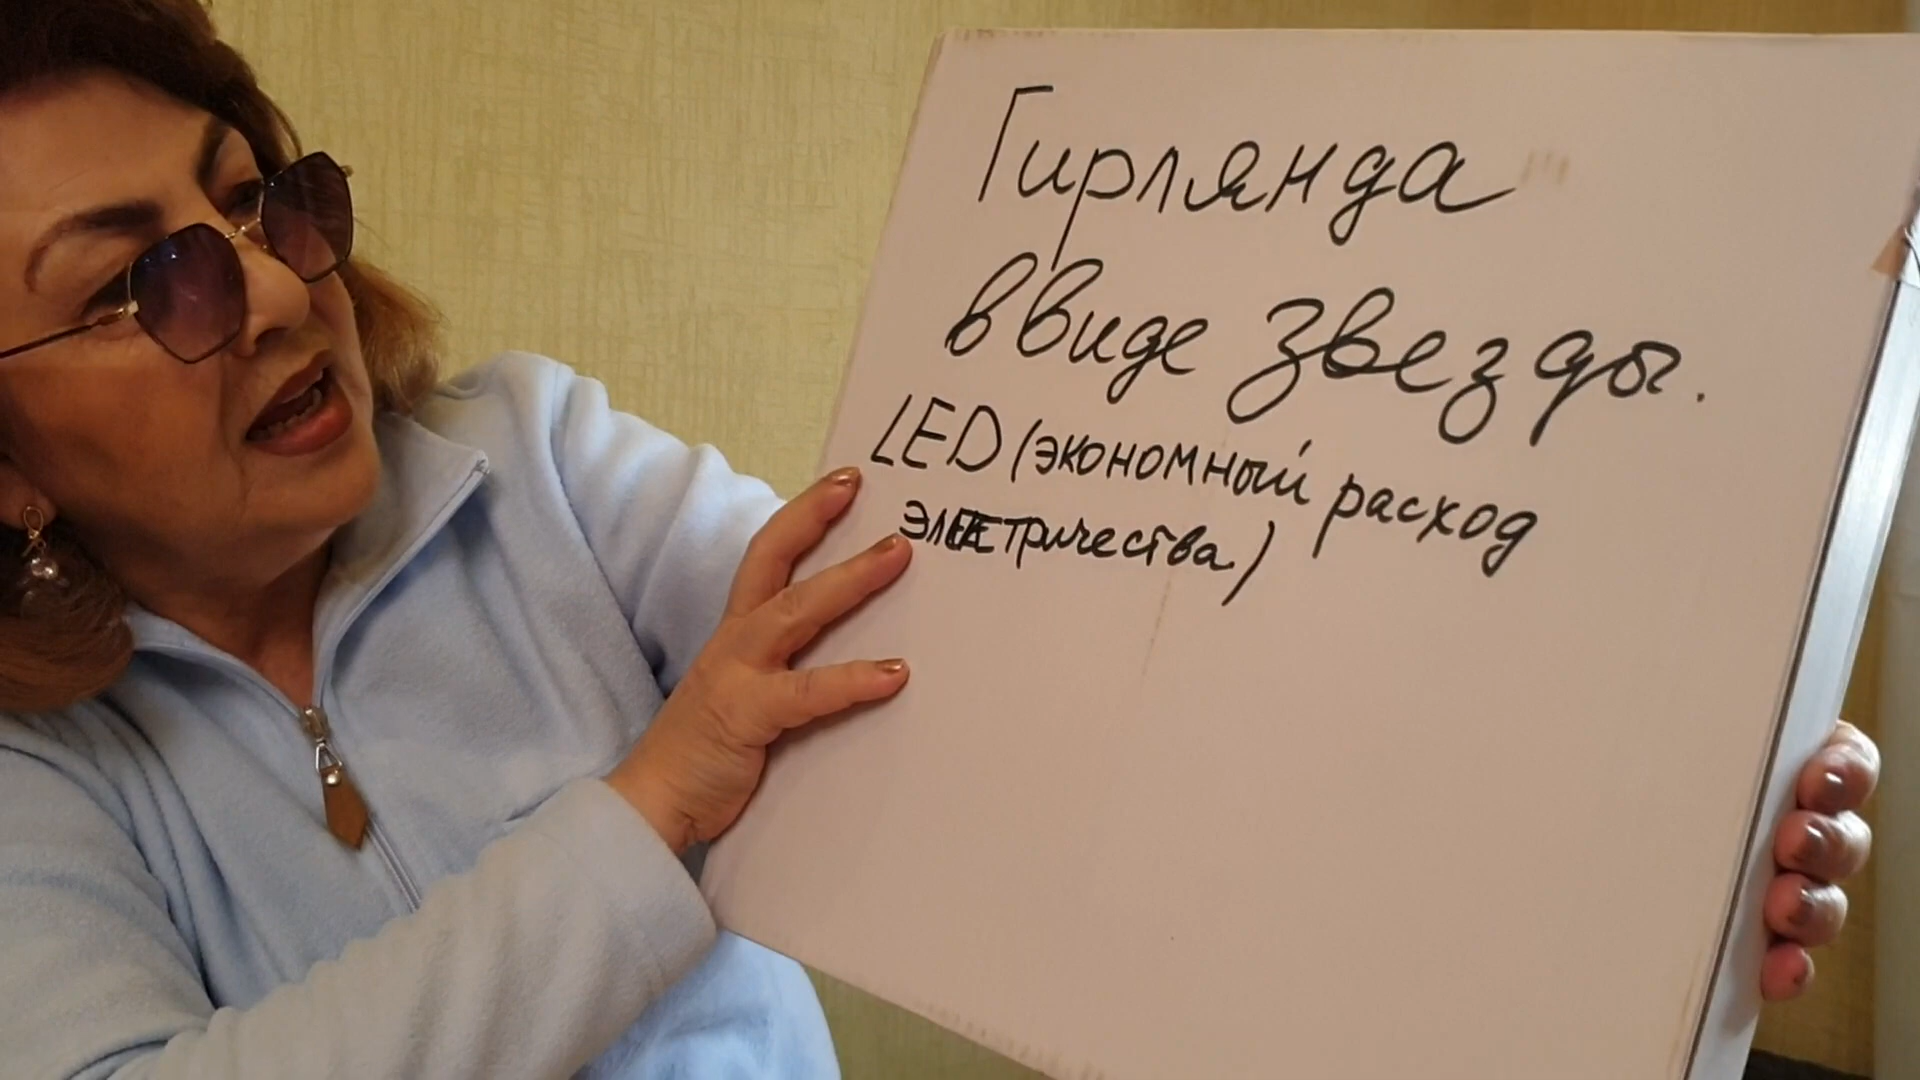 Гирлянда
в виде звезды.
LED (экономный расход
электричества.)